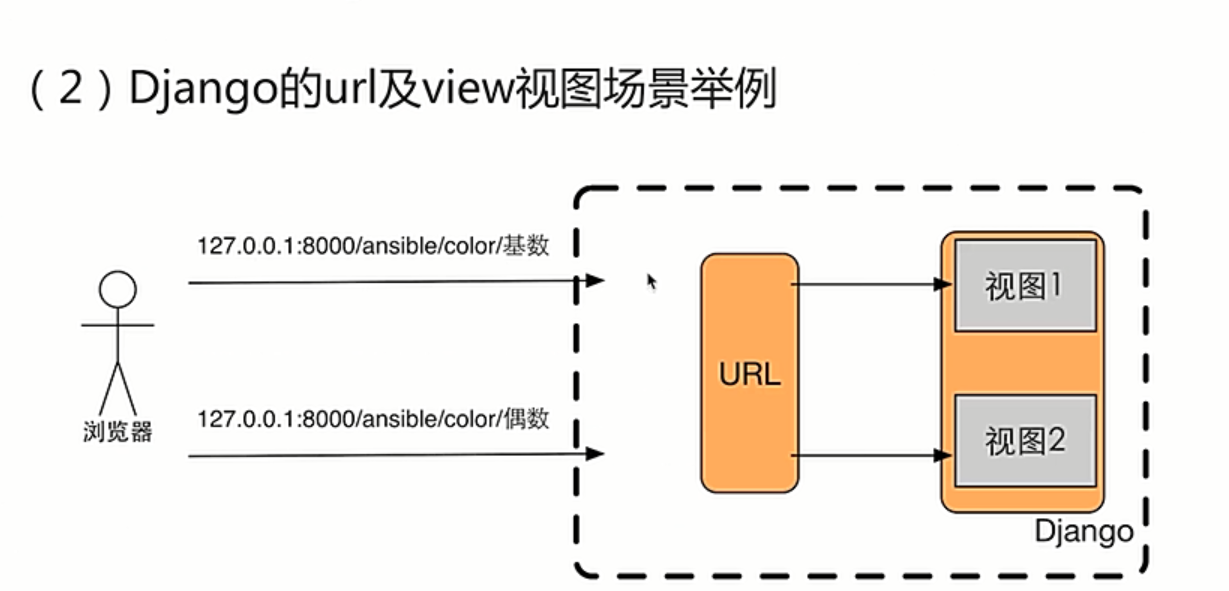 （2）Django的url及view视图场景举例
127.0.0.1:8000/ansible/color/基数
视图1
URL
127.0.0.1:8000/ansible/color/偶数
浏览器
视图2
Django